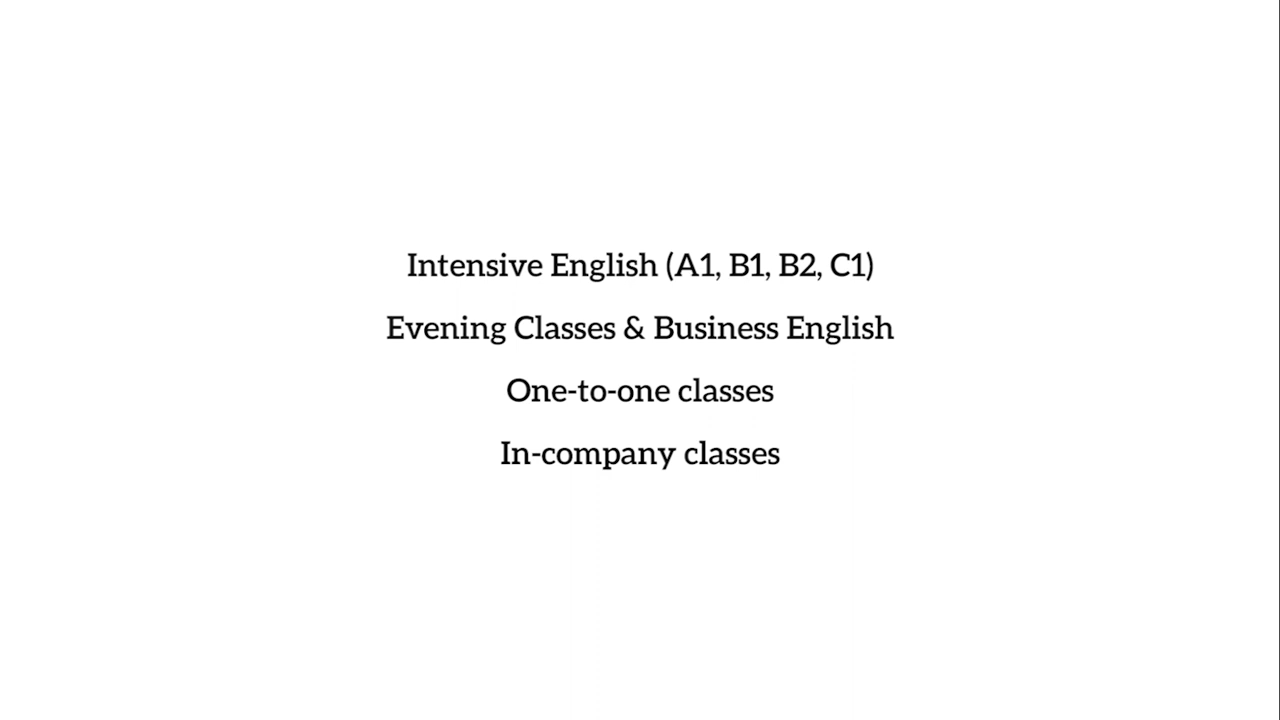 Intensive English (A1, B1, B2, C1)
Evening Classes & Business English
One-to-one classes
In-company classes